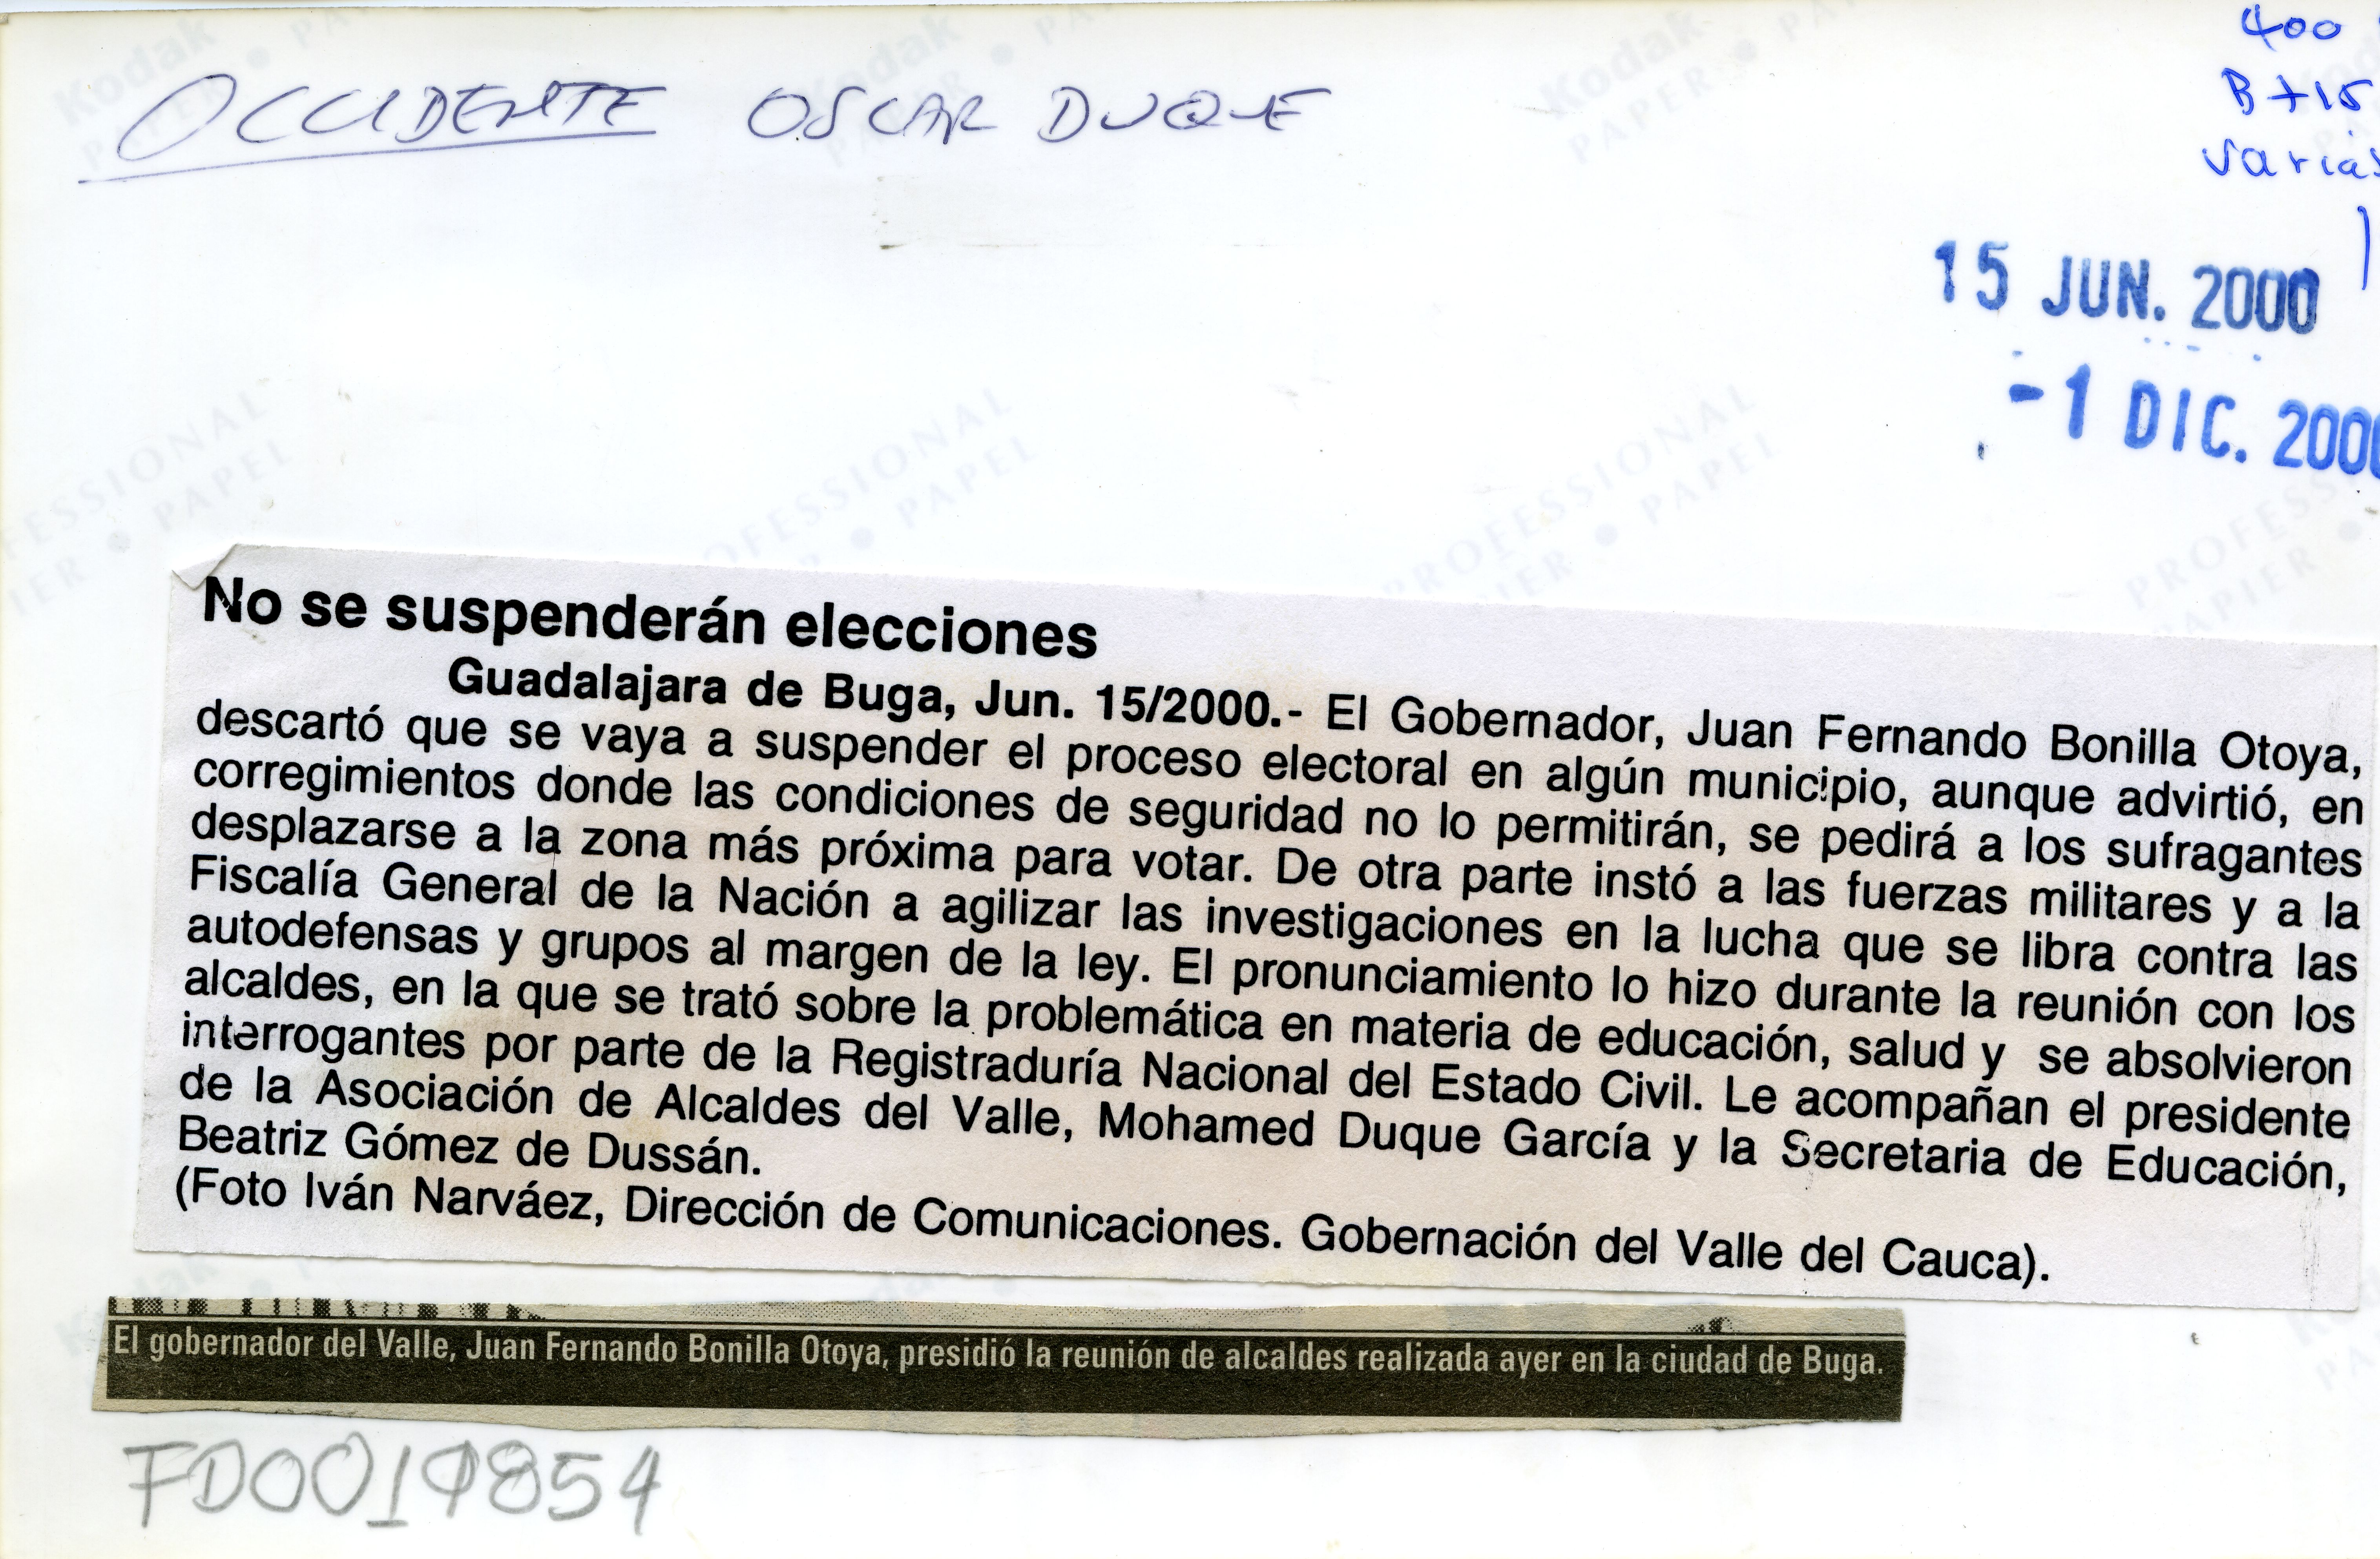 400
B+15
varias
OCCIDENTE OSCAR DUQUE
15 JUN. 2000
-1 DIC. 2000
No se suspenderán elecciones
Guadalajara de Buga, Jun. 15/2000.- El Gobernador, Juan Fernando Bonilla Otoya,
descartó que se vaya a suspender el proceso electoral en algún municipio, aunque advirtió, en
corregimientos donde las condiciones de seguridad no lo permitirán, se pedirá a los sufragantes
desplazarse a la zona más próxima para votar. De otra parte instó a las fuerzas militares y a la
Fiscalía General de la Nación a agilizar las investigaciones en la lucha que se libra contra las
autodefensas y grupos al margen de la ley. El pronunciamiento lo hizo durante la reunión con los
alcaldes, en la que se trató sobre la problemática en materia de educación, salud y se absolvieron
interrogantes por parte de la Registraduría Nacional del Estado Civil. Le acompañan el presidente
de la Asociación de Alcaldes del Valle, Mohamed Duque García y la Secretaria de Educación,
Beatriz Gómez de Dussán.
(Foto Iván Narváez, Dirección de Comunicaciones. Gobernación del Valle del Cauca).
El gobernador del Valle, Juan Fernando Bonilla Otoya, presidió la reunión de alcaldes realizada ayer en la ciudad de Buga.
FD0019854